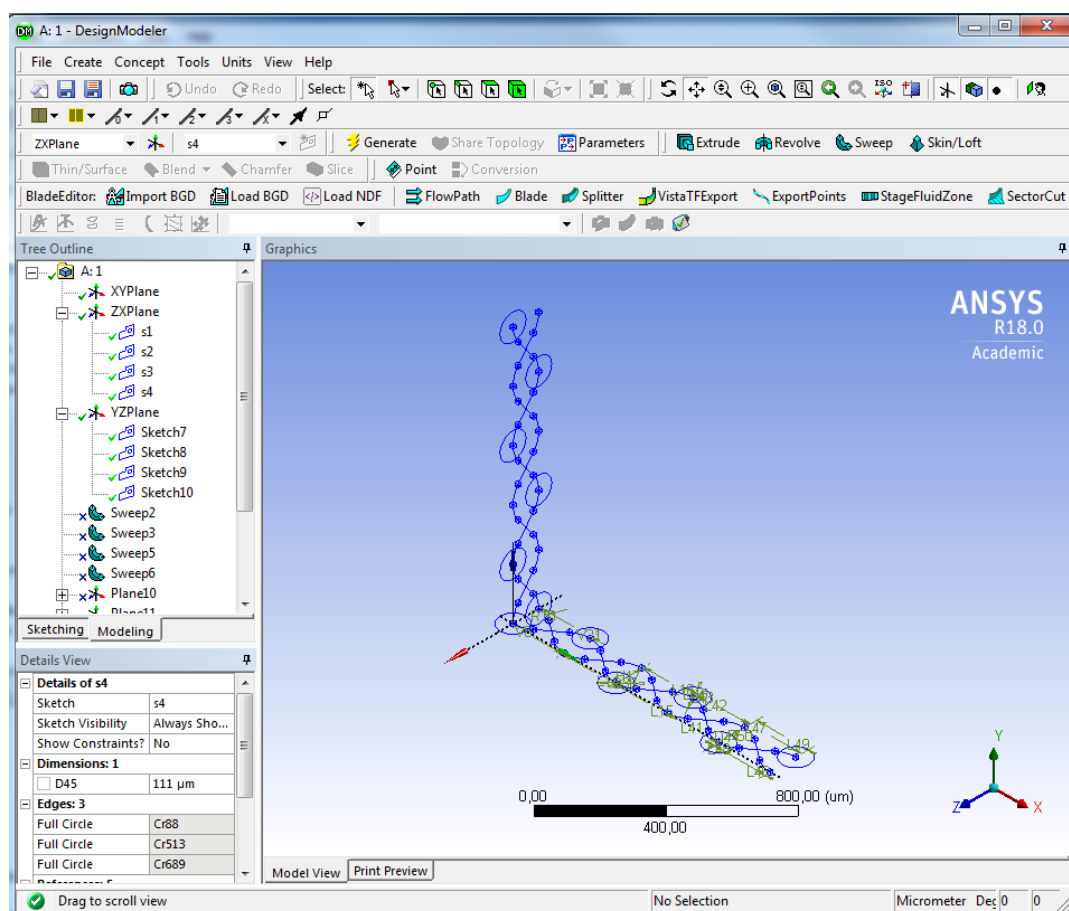 A: 1 - DesignModeler
File Create Concept Tools Units View Help
Undo Redo Select: ISO
ZXPlane s4 Generate Share Topology Parameters Extrude Revolve Sweep Skin/Loft
Thin/Surface Blend Chamfer Slice Point Conversion
BladeEditor: Import BGD Load BGD Load NDF FlowPath Blade Splitter VistaTFExport ExportPoints StageFluidZone SectorCut
Tree Outline
A: 1
XYPlane
ZXPlane
s1
s2
s3
s4
YZPlane
Sketch7
Sketch8
Sketch9
Sketch10
Sweep2
Sweep3
Sweep5
Sweep6
Plane10
Plane11
Sketching Modeling
Details View
Details of s4
Sketch s4
Sketch Visibility Always Sho...
Show Constraints? No
Dimensions: 1
D45 111 µm
Edges: 3
Full Circle Cr88
Full Circle Cr513
Full Circle Cr689
Graphics
ANSYS
R18.0
Academic
0,00 800,00 (um)
400,00
Y
Z X
Model View Print Preview
Drag to scroll view No Selection Micrometer Deg 0 0